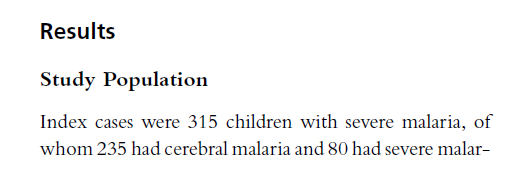 Results
Study Population
Index cases were 315 children with severe malaria, of
whom 235 had cerebral malaria and 80 had severe malar-